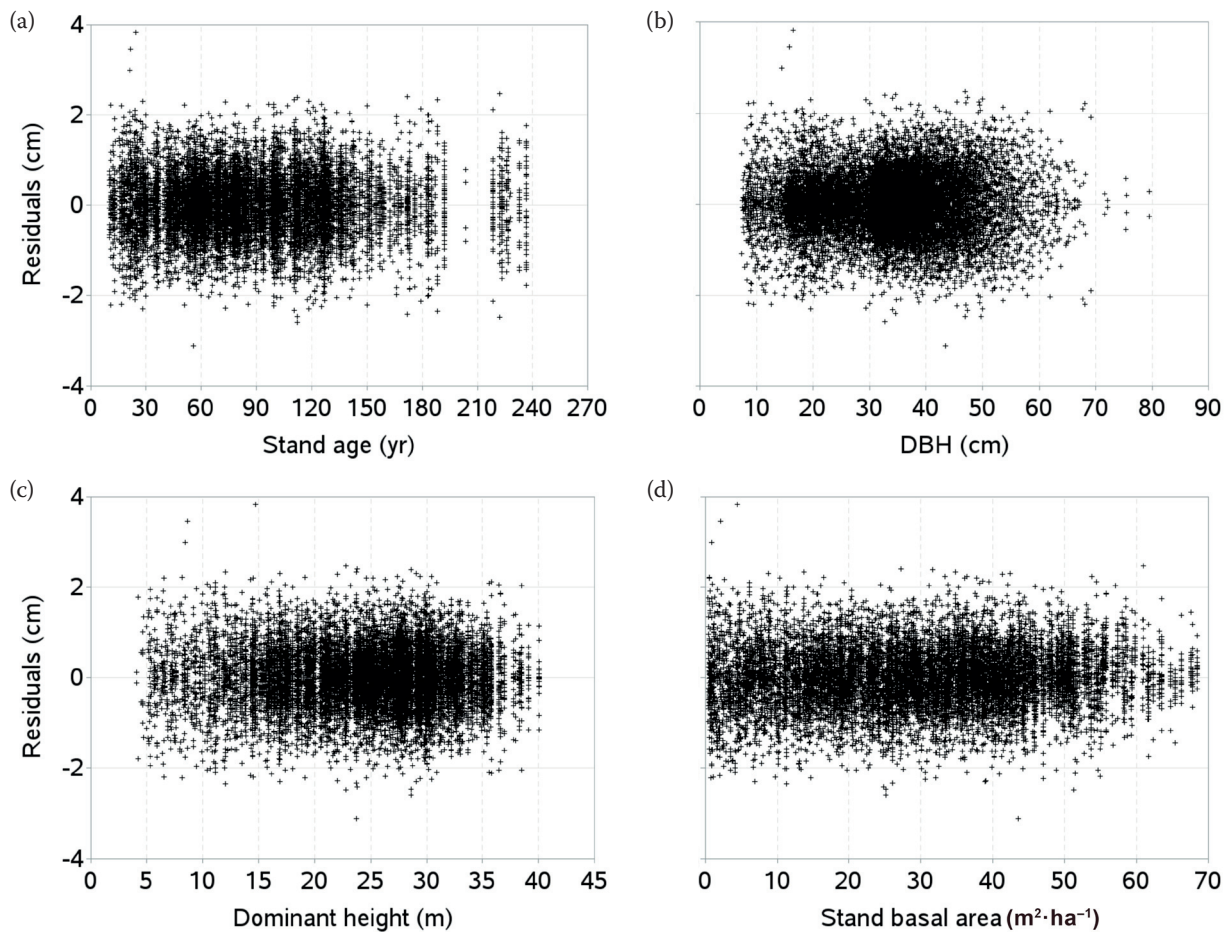 (a)
4
2
0
-2
-4
Residuals (cm)
0 30 60 90 120 150 180 210 240 270
Stand age (yr)
(b)
0 10 20 30 40 50 60 70 80 90
DBH (cm)
(c)
4
2
0
-2
-4
Residuals (cm)
0 5 10 15 20 25 30 35 40 45
Dominant height (m)
(d)
0 10 20 30 40 50 60 70
Stand basal area (m²·ha⁻¹)